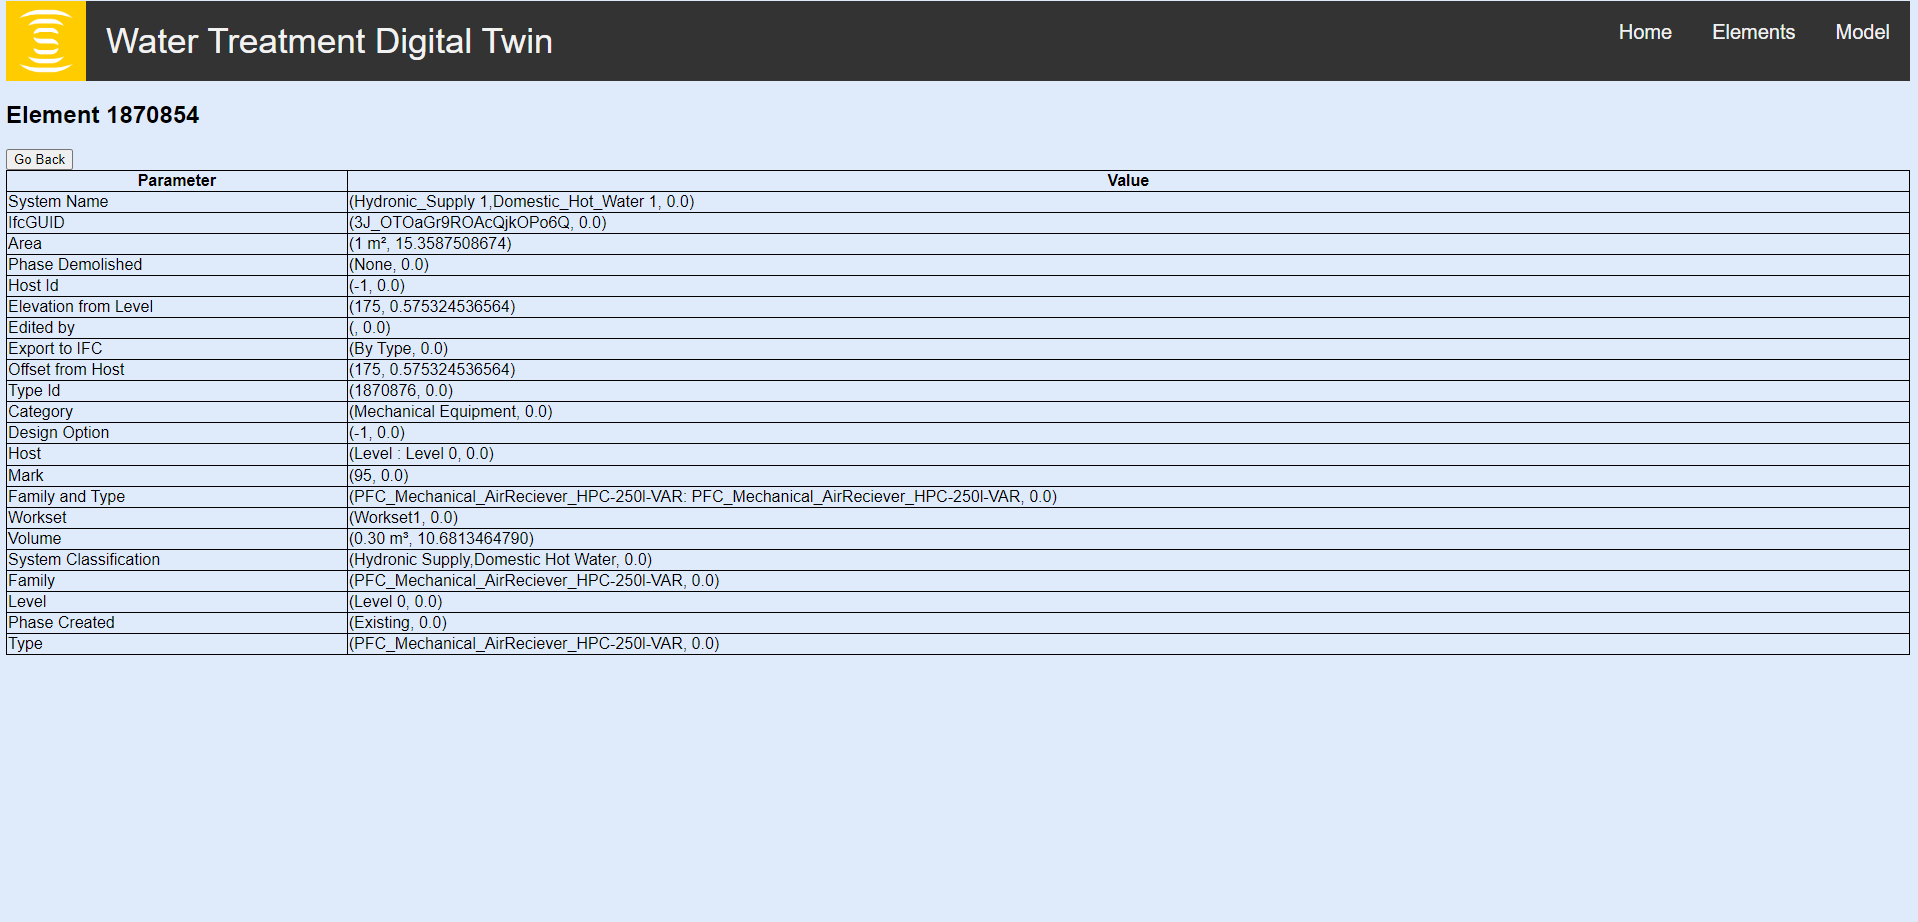 Water Treatment Digital Twin
Home Elements Model
Element 1870854
Go Back
Parameter Value
System Name (Hydronic_Supply 1,Domestic_Hot_Water 1, 0.0)
IfcGUID (3J_OTOaGr9ROAcQjkOPo6Q, 0.0)
Area (1 m², 15.3587508674)
Phase Demolished (None, 0.0)
Host Id (-1, 0.0)
Elevation from Level (175, 0.575324536564)
Edited by (, 0.0)
Export to IFC (By Type, 0.0)
Offset from Host (175, 0.575324536564)
Type Id (1870876, 0.0)
Category (Mechanical Equipment, 0.0)
Design Option (-1, 0.0)
Host (Level : Level 0, 0.0)
Mark (95, 0.0)
Family and Type (PFC_Mechanical_AirReciever_HPC-250l-VAR: PFC_Mechanical_AirReciever_HPC-250l-VAR, 0.0)
Workset (Workset1, 0.0)
Volume (0.30 m³, 10.6813464790)
System Classification (Hydronic Supply,Domestic Hot Water, 0.0)
Family (PFC_Mechanical_AirReciever_HPC-250l-VAR, 0.0)
Level (Level 0, 0.0)
Phase Created (Existing, 0.0)
Type (PFC_Mechanical_AirReciever_HPC-250l-VAR, 0.0)